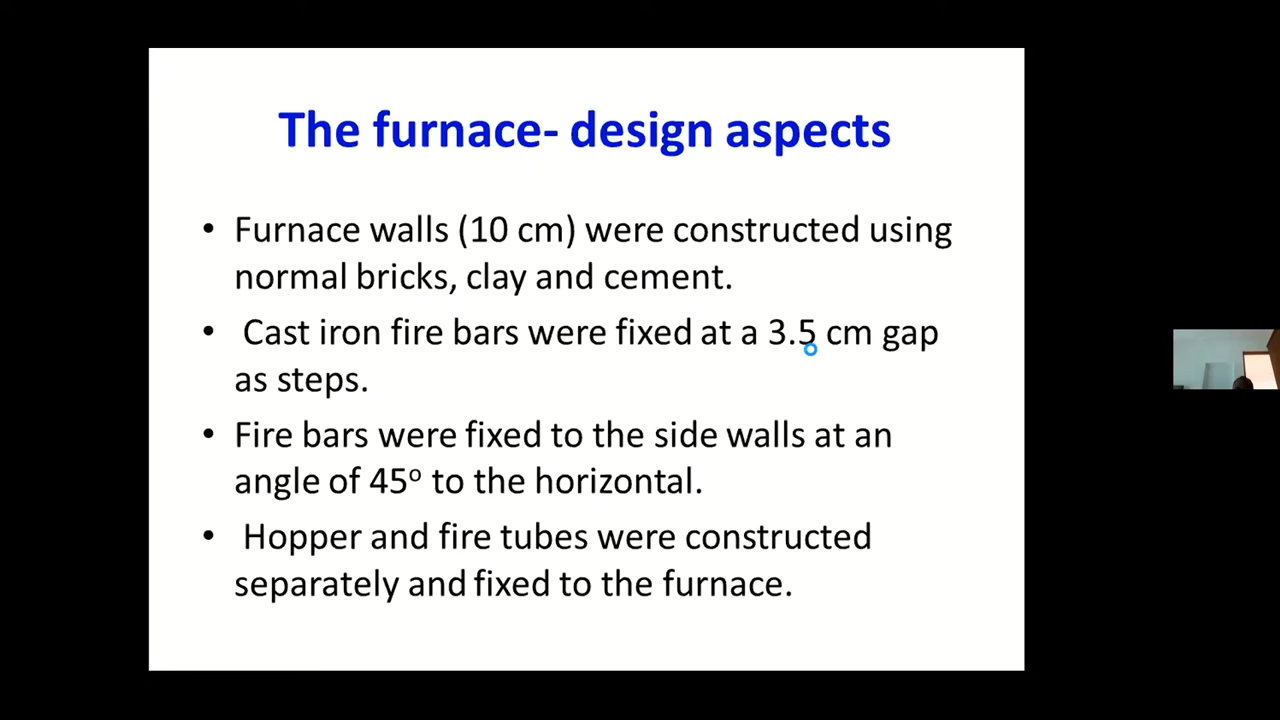 The furnace- design aspects
• Furnace walls (10 cm) were constructed using
normal bricks, clay and cement.
• Cast iron fire bars were fixed at a 3.5 cm gap
as steps.
• Fire bars were fixed to the side walls at an
angle of 45º to the horizontal.
• Hopper and fire tubes were constructed
separately and fixed to the furnace.